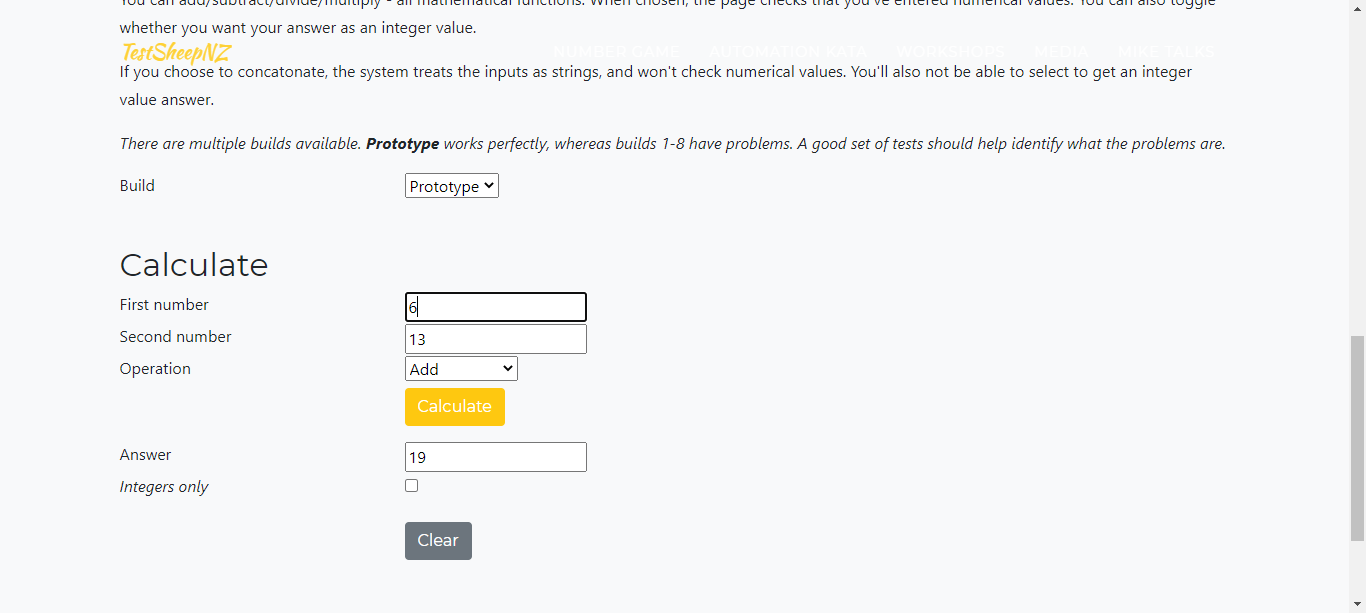 You can add/subtract/divide/multiply - all mathematical functions. When chosen, the page checks that you've entered numerical values. You can also toggle
whether you want your answer as an integer value.
TestSheepNZ NUMBER GAME AUTOMATION KATA WORKSHOPS MEDIA MIKE TALKS
If you choose to concatonate, the system treats the inputs as strings, and won't check numerical values. You'll also not be able to select to get an integer
value answer.
There are multiple builds available. Prototype works perfectly, whereas builds 1-8 have problems. A good set of tests should help identify what the problems are.
Build Prototype
Calculate
First number 6
Second number 13
Operation Add
Calculate
Answer 19
Integers only
Clear